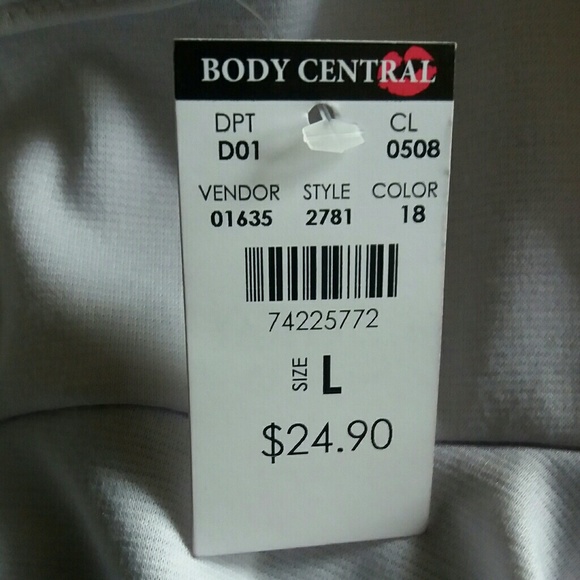 BODY CENTRAL
DPT CL
D01 0508
VENDOR STYLE COLOR
01635 2781 18
74225772
SIZE L
$24.90